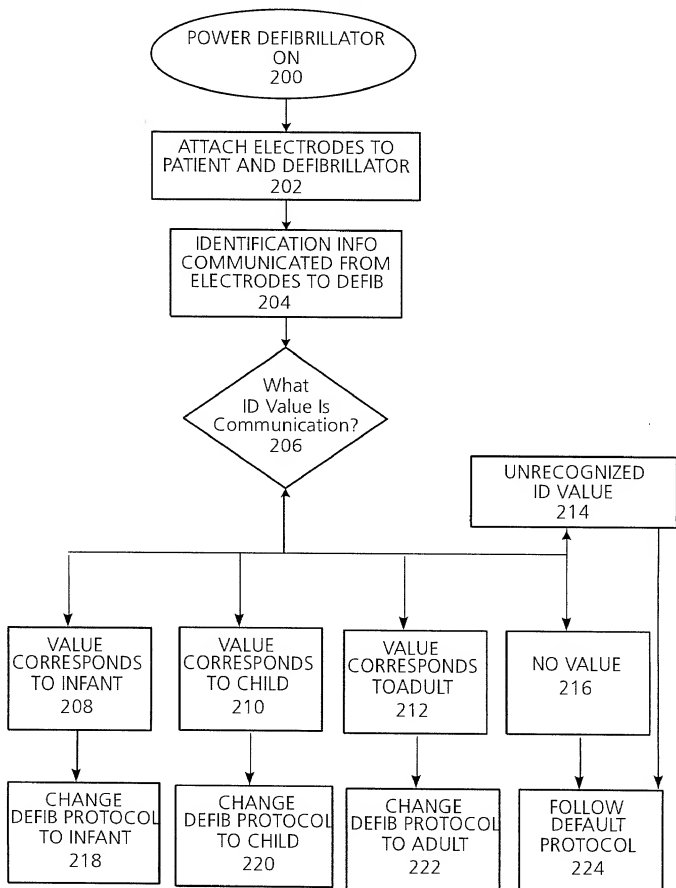 POWER DEFIBRILLATOR
ON
200
ATTACH ELECTRODES TO
PATIENT AND DEFIBRILLATOR
202
IDENTIFICATION INFO
COMMUNICATED FROM
ELECTRODES TO DEFIB
204
What
ID Value Is
Communication?
206
UNRECOGNIZED
ID VALUE
214
VALUE
CORRESPONDS
TO INFANT
208
VALUE
CORRESPONDS
TO CHILD
210
VALUE
CORRESPONDS
TOADULT
212
NO VALUE
216
CHANGE
DEFIB PROTOCOL
TO INFANT
218
CHANGE
DEFIB PROTOCOL
TO CHILD
220
CHANGE
DEFIB PROTOCOL
TO ADULT
222
FOLLOW
DEFAULT
PROTOCOL
224